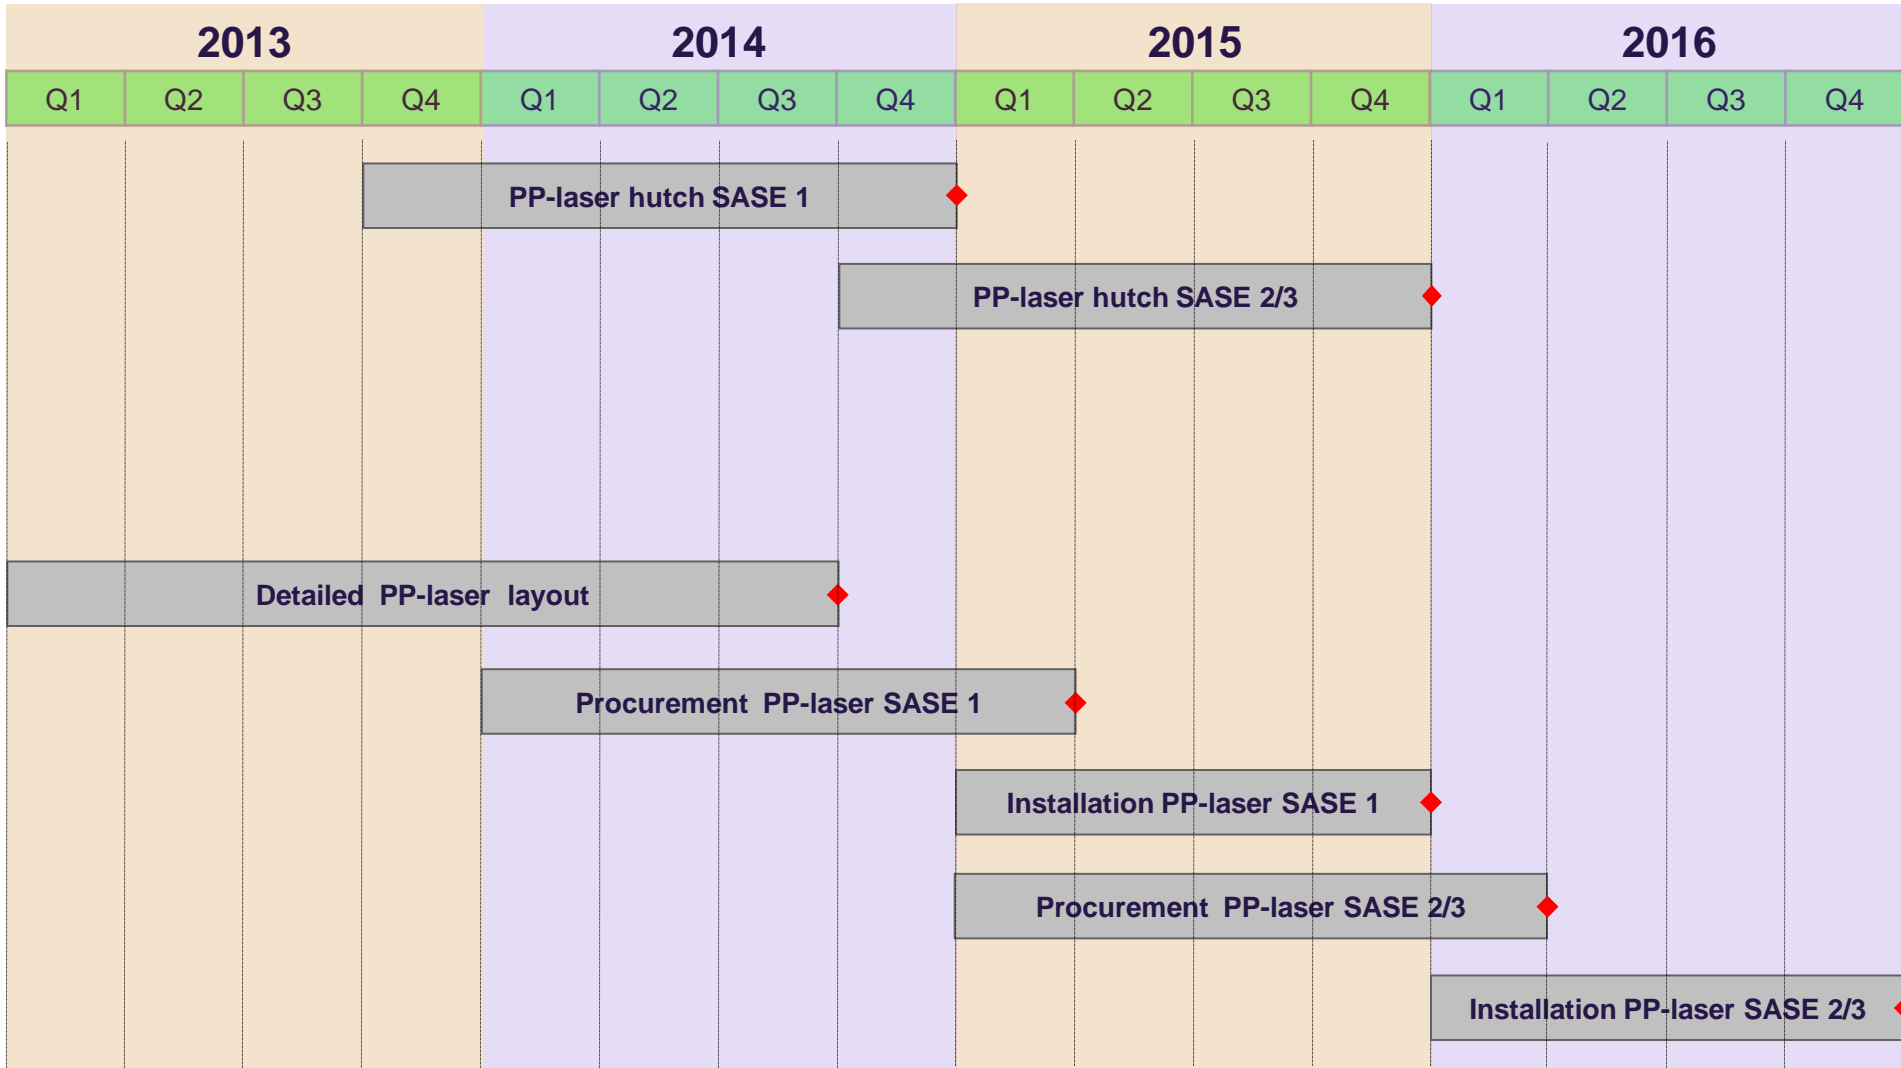 2013 2014 2015 2016
Q1 Q2 Q3 Q4 Q1 Q2 Q3 Q4 Q1 Q2 Q3 Q4 Q1 Q2 Q3 Q4
PP-laser hutch SASE 1
PP-laser hutch SASE 2/3
Detailed PP-laser layout
Procurement PP-laser SASE 1
Installation PP-laser SASE 1
Procurement PP-laser SASE 2/3
Installation PP-laser SASE 2/3